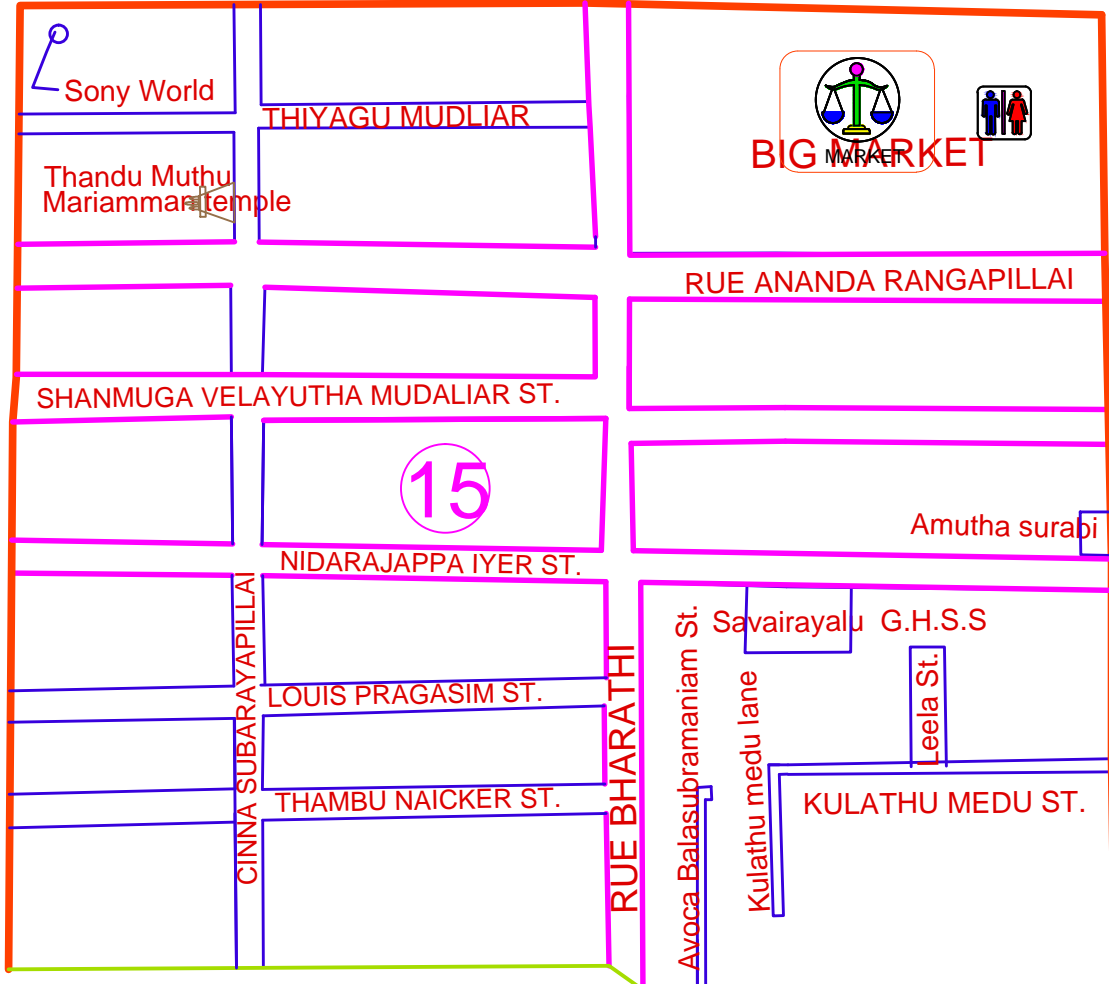 Sony World
THIYAGU MUDLIAR
BIG MARKET
MARKET
Thandu Muthu
Mariamman temple
RUE ANANDA RANGAPILLAI
SHANMUGA VELAYUTHA MUDALIAR ST.
15
Amutha surabi
NIDARAJAPPA IYER ST.
CINNA SUBARAYAPILLAI
Savairayalu G.H.S.S
LOUIS PRAGASIM ST.
RUE BHARATHI
Avoca Balasubramaniam St.
Kulathu medu lane
Leela St.
THAMBU NAICKER ST.
KULATHU MEDU ST.